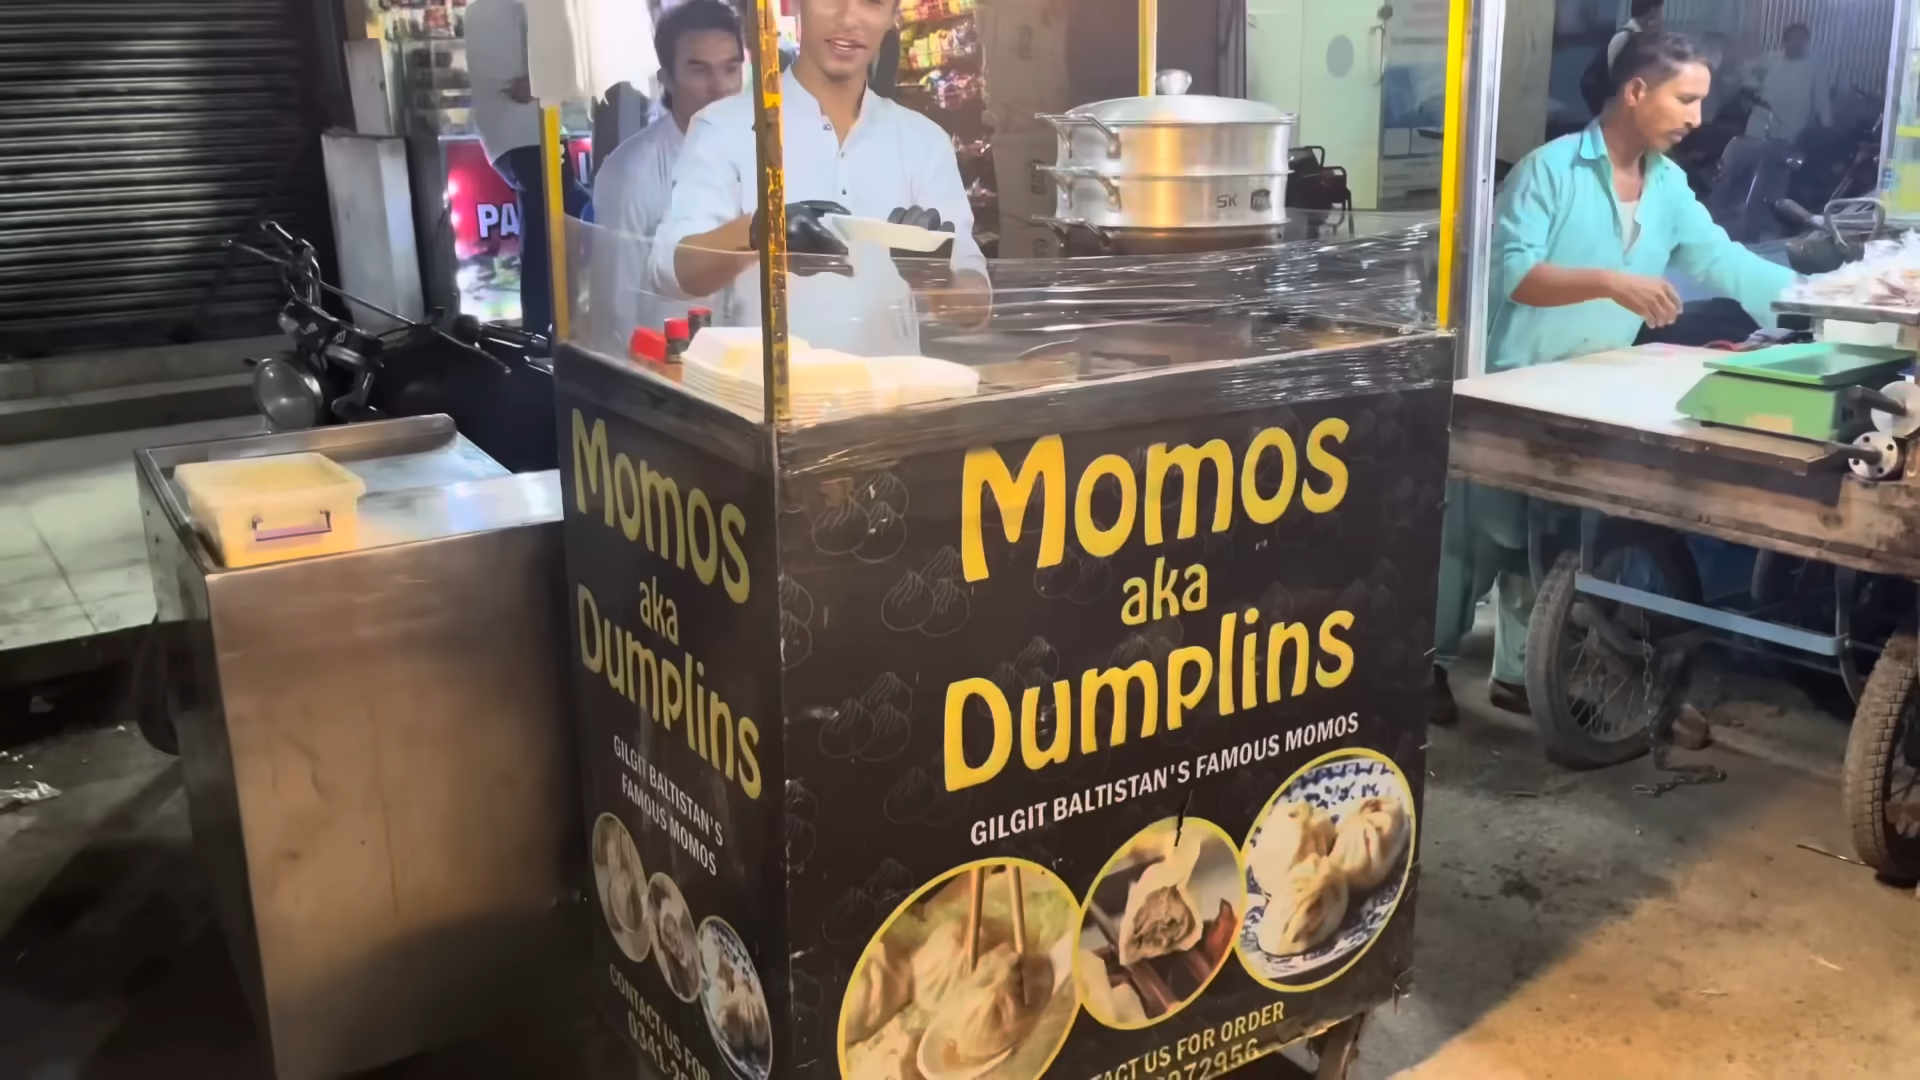 PA
SK
Momos
aka
Dumplins
GILGIT BALTISTAN'S
FAMOUS MOMOS
CONTACT US FOR
Momos
aka
Dumplins
GILGIT BALTISTAN'S FAMOUS MOMOS
TACT US FOR ORDER